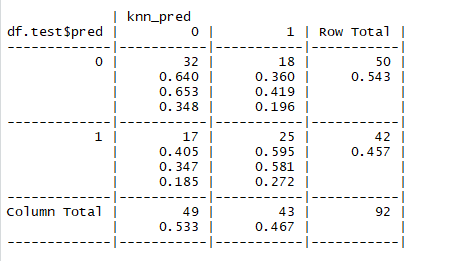 | knn_pred
df.test$pred |         0 |         1 | Row Total |
-------------|-----------|-----------|-----------|
           0 |        32 |        18 |        50 |
             |     0.640 |     0.360 |     0.543 |
             |     0.653 |     0.419 |           |
             |     0.348 |     0.196 |           |
-------------|-----------|-----------|-----------|
           1 |        17 |        25 |        42 |
             |     0.405 |     0.595 |     0.457 |
             |     0.347 |     0.581 |           |
             |     0.185 |     0.272 |           |
-------------|-----------|-----------|-----------|
Column Total |        49 |        43 |        92 |
             |     0.533 |     0.467 |           |
-------------|-----------|-----------|-----------|